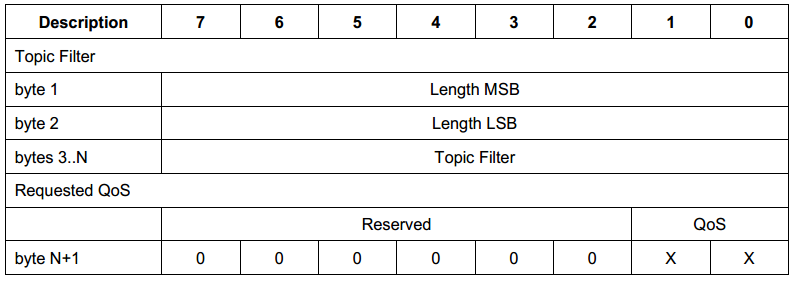 Description 7 6 5 4 3 2 1 0
Topic Filter
byte 1 Length MSB
byte 2 Length LSB
bytes 3..N Topic Filter
Requested QoS
Reserved QoS
byte N+1 0 0 0 0 0 0 X X